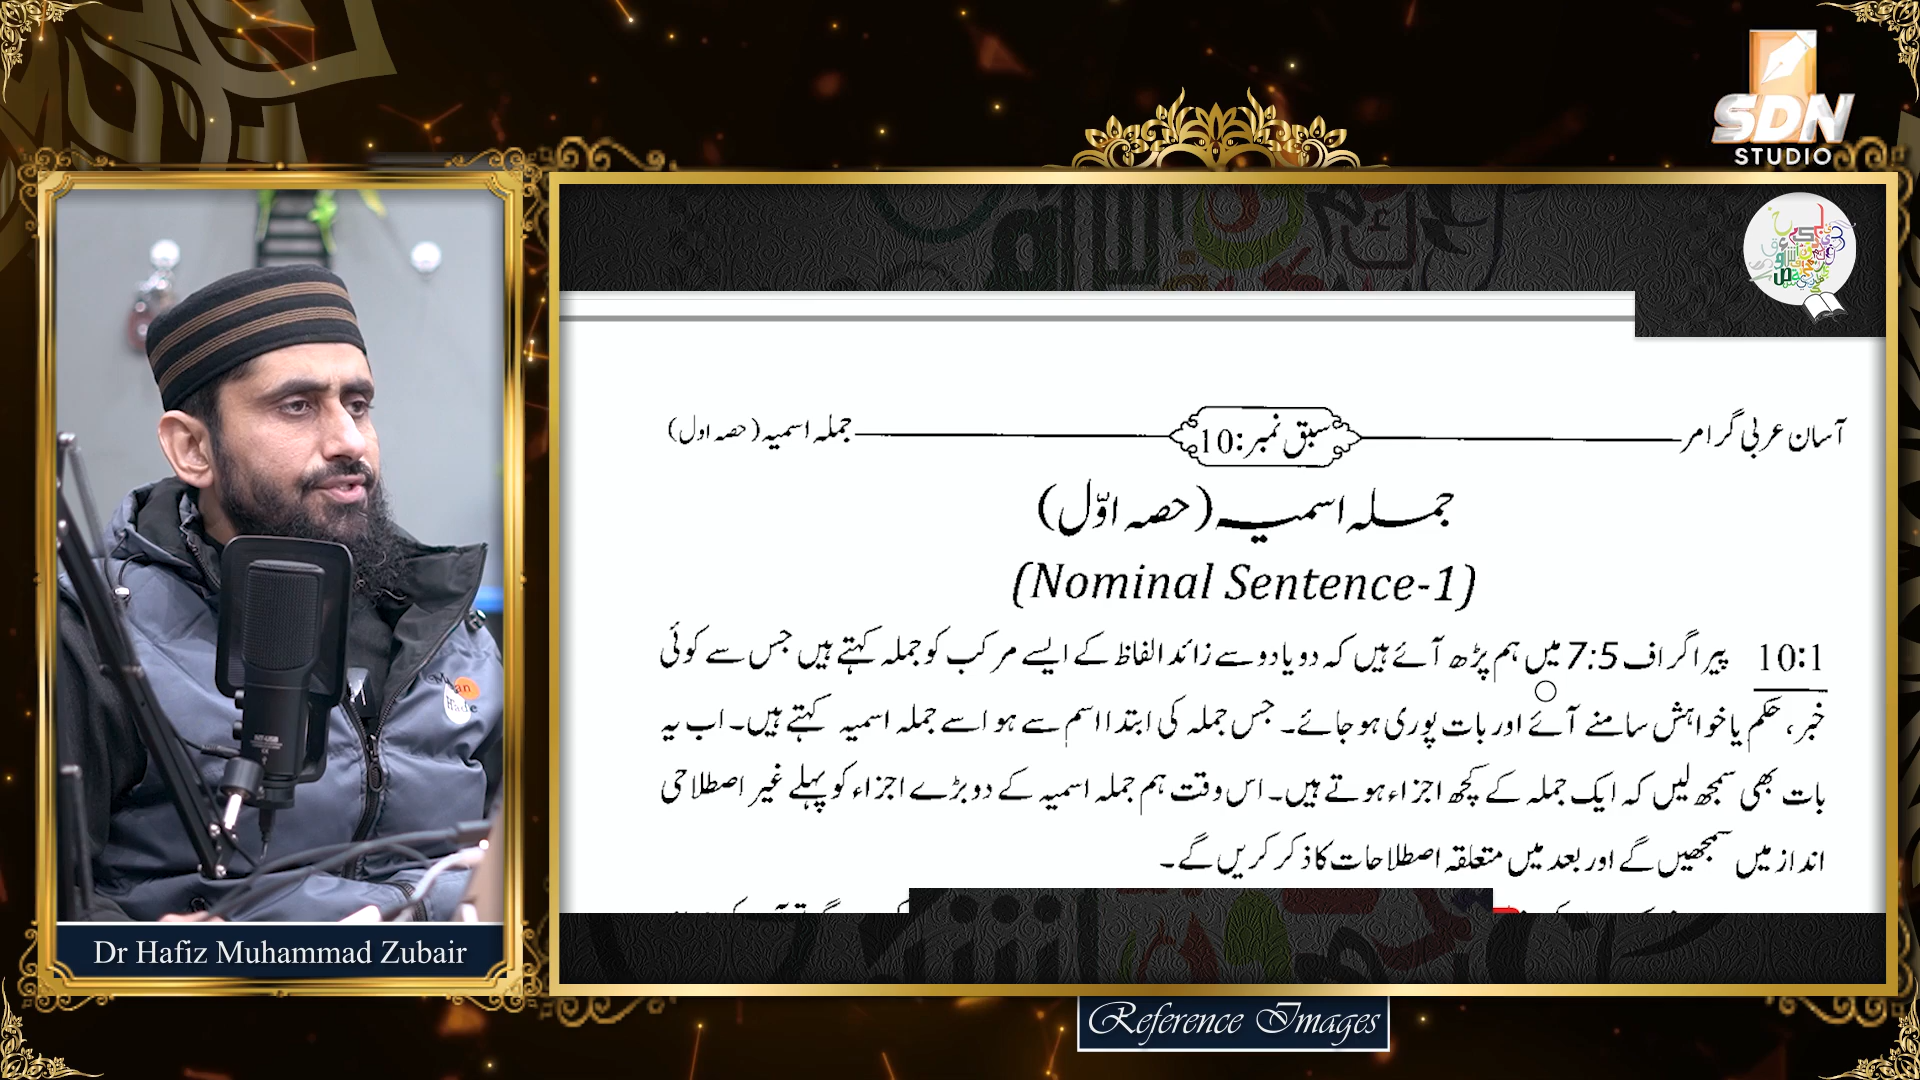 SDN
STUDIO
آسان عربی گرامر
سبق نمبر:10
جملہ اسمیہ (حصہ اول)
جملہ اسمیہ (حصہ اوّل)
(Nominal Sentence-1)
10:1 پیراگراف 7:5 میں ہم پڑھ آئے ہیں کہ دو یا دو سے زائد الفاظ کے ایسے مرکب کو جملہ کہتے ہیں جس سے کوئی
خبر، حکم یا خواہش سامنے آئے اور بات پوری ہو جائے۔ جس جملہ کی ابتدا اسم سے ہو اسے جملہ اسمیہ کہتے ہیں۔ اب یہ
بات بھی سمجھ لیں کہ ایک جملہ کے کچھ اجزاء ہوتے ہیں۔ اس وقت ہم جملہ اسمیہ کے دو بڑے اجزاء کو پہلے غیر اصطلاحی
انداز میں سمجھیں گے اور بعد میں متعلقہ اصطلاحات کا ذکر کریں گے۔
Dr Hafiz Muhammad Zubair
Reference Images